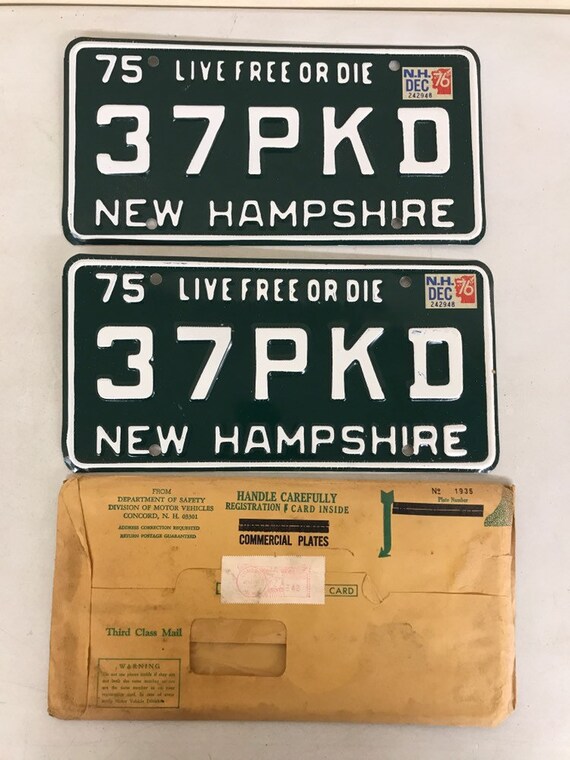 75 LIVE FREE OR DIE
N.H. 76
DEC
242948
37PKD
NEW HAMPSHIRE
75 LIVE FREE OR DIE
N.H. 76
DEC
242948
37PKD
NEW HAMPSHIRE
FROM
DEPARTMENT OF SAFETY
DIVISION OF MOTOR VEHICLES
CONCORD, N. H. 03301
ADDRESS CORRECTION REQUESTED
RETURN POSTAGE GUARANTEED
HANDLE CAREFULLY
REGISTRATION CARD INSIDE
COMMERCIAL PLATES
No 1935
Plate Number
CARD
Third Class Mail
WARNING